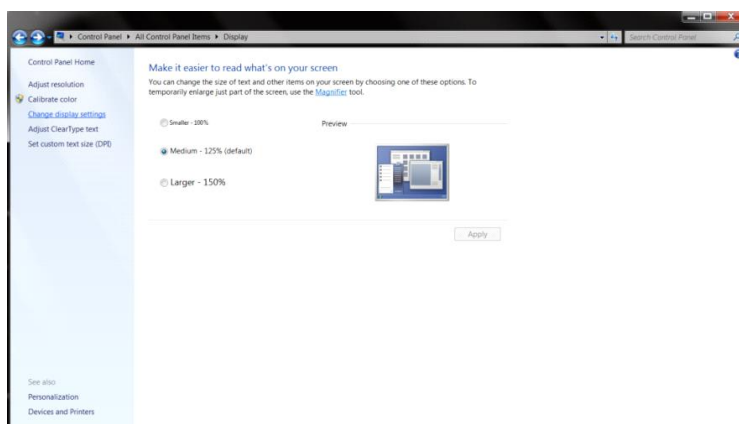 Control Panel ▸ All Control Panel Items ▸ Display
Search Control Panel
Control Panel Home
Adjust resolution
Calibrate color
Change display settings
Adjust ClearType text
Set custom text size (DPI)
Make it easier to read what's on your screen
You can change the size of text and other items on your screen by choosing one of these options. To
temporarily enlarge just part of the screen, use the Magnifier tool.
Smaller - 100%
Preview
Medium - 125% (default)
Larger - 150%
Apply
See also
Personalization
Devices and Printers